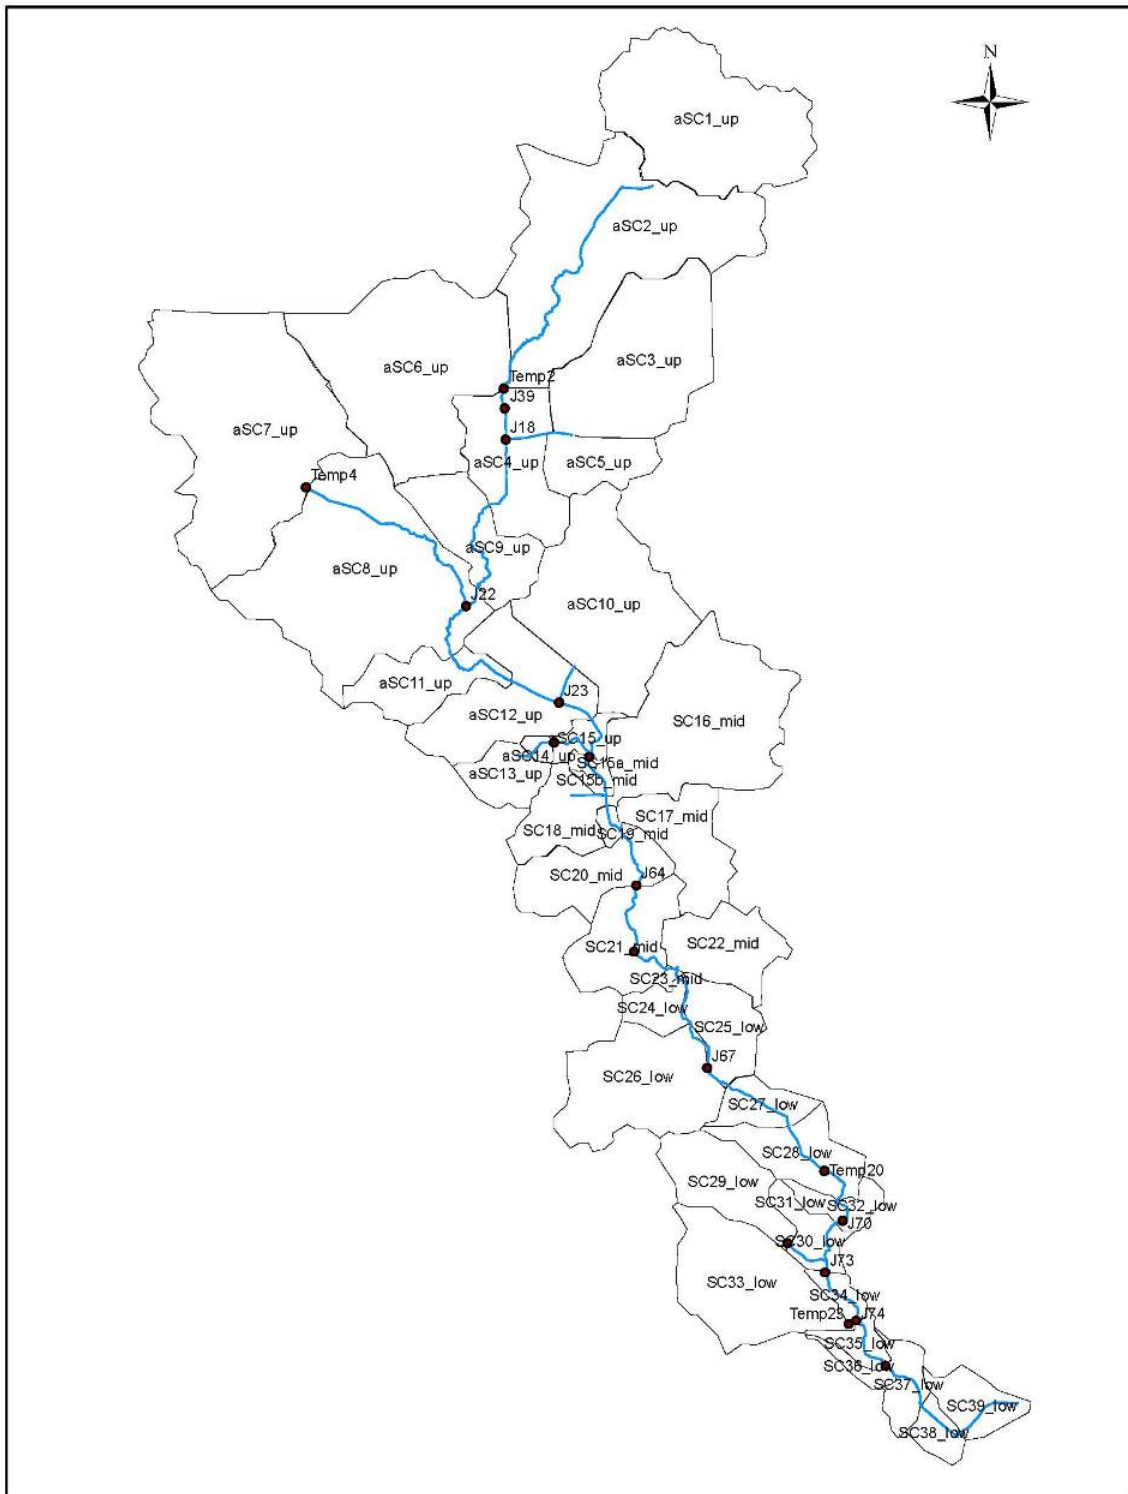 N
aSC1_up
aSC2_up
aSC3_up
aSC6_up
Temp2
J39
aSC7_up
J18
aSC4_up
aSC5_up
Temp4
aSC9_up
aSC8_up
J22
aSC10_up
aSC11_up
J23
aSC12_up
SC16_mid
SC15_up
aSC14_up
SC15a_mid
aSC13_up
SC15b_mid
SC17_mid
SC18_mid
SC19_mid
J64
SC20_mid
SC22_mid
SC21_mid
SC23_mid
SC24_low
SC25_low
J67
SC26_low
SC27_low
SC28_low
Temp20
SC29_low
SC31_low
SC32_low
J70
SC30_low
J73
SC33_low
SC34_low
Temp23
J74
SC35_low
SC36_low
SC37_low
SC39_low
SC38_low